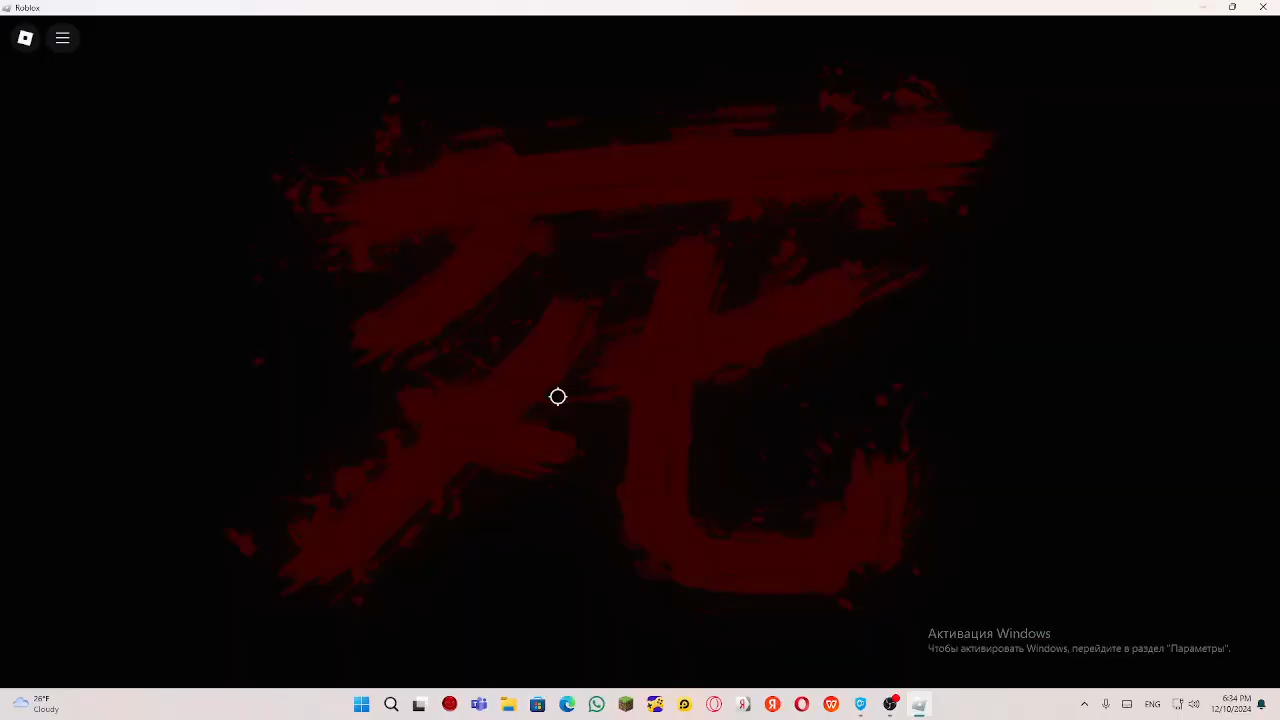 Roblox
死
Активация Windows
Чтобы активировать Windows, перейдите в раздел "Параметры".
26°F
Cloudy
ENG
6:34 PM
12/10/2024